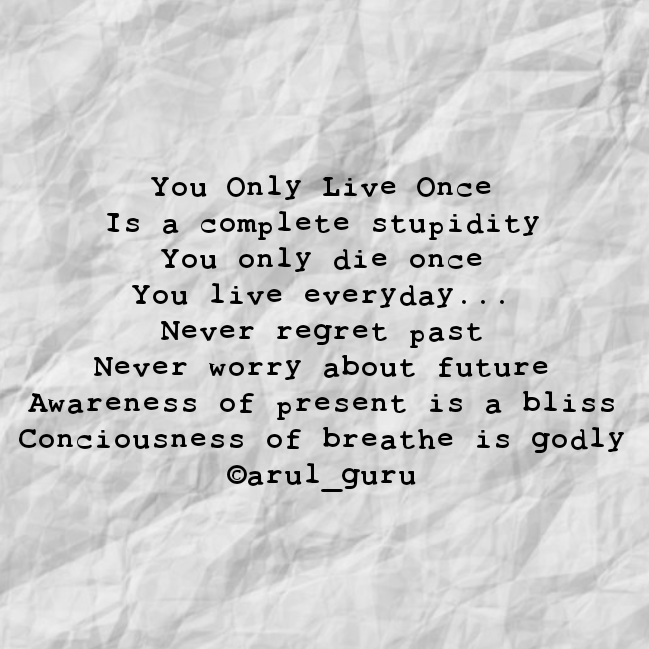 You Only Live Once
Is a complete stupidity
You only die once
You live everyday...
Never regret past
Never worry about future
Awareness of present is a bliss
Conciousness of breathe is godly
©arul_guru